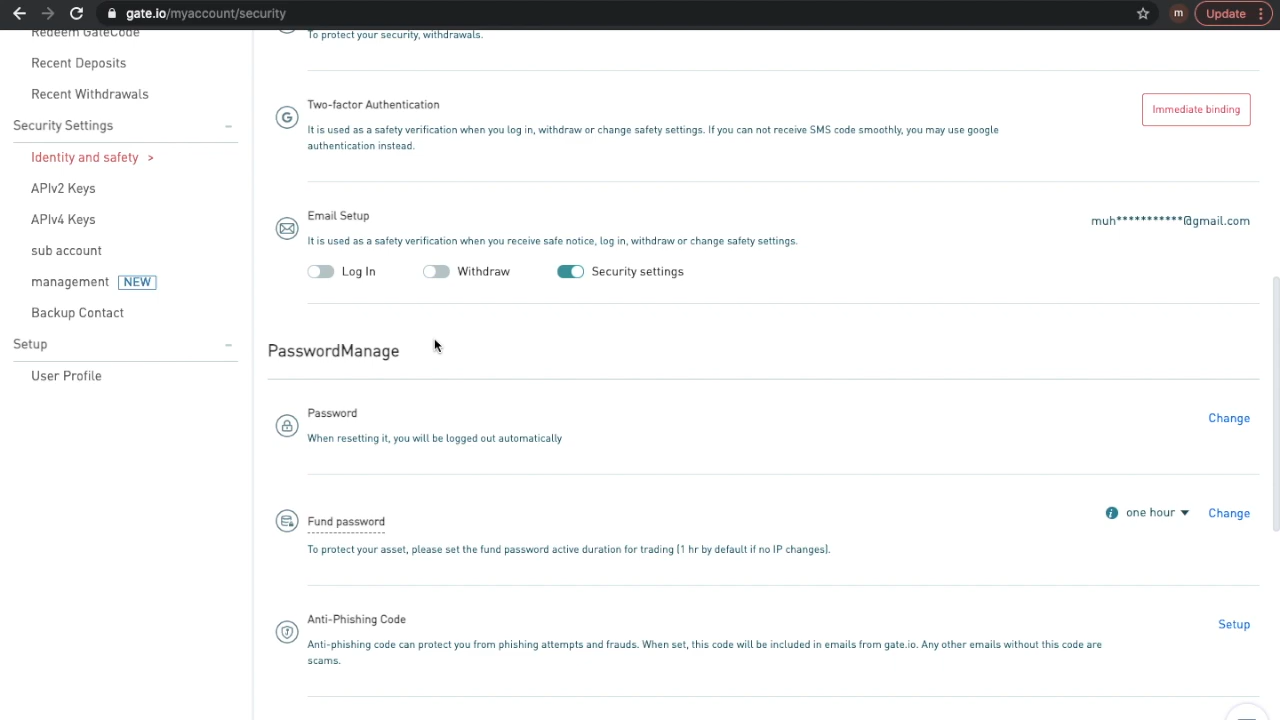 gate.io/myaccount/security
m
Update
Redeem GateCode
Recent Deposits
Recent Withdrawals
Security Settings
Identity and safety >
APIv2 Keys
APIv4 Keys
sub account
management NEW
Backup Contact
Setup
User Profile
To protect your security, withdrawals.
Two-factor Authentication
Immediate binding
It is used as a safety verification when you log in, withdraw or change safety settings. If you can not receive SMS code smoothly, you may use google
authentication instead.
Email Setup
muh***********@gmail.com
It is used as a safety verification when you receive safe notice, log in, withdraw or change safety settings.
Log In Withdraw Security settings
PasswordManage
Password
Change
When resetting it, you will be logged out automatically
Fund password
one hour Change
To protect your asset, please set the fund password active duration for trading (1 hr by default if no IP changes).
Anti-Phishing Code
Setup
Anti-phishing code can protect you from phishing attempts and frauds. When set, this code will be included in emails from gate.io. Any other emails without this code are
scams.